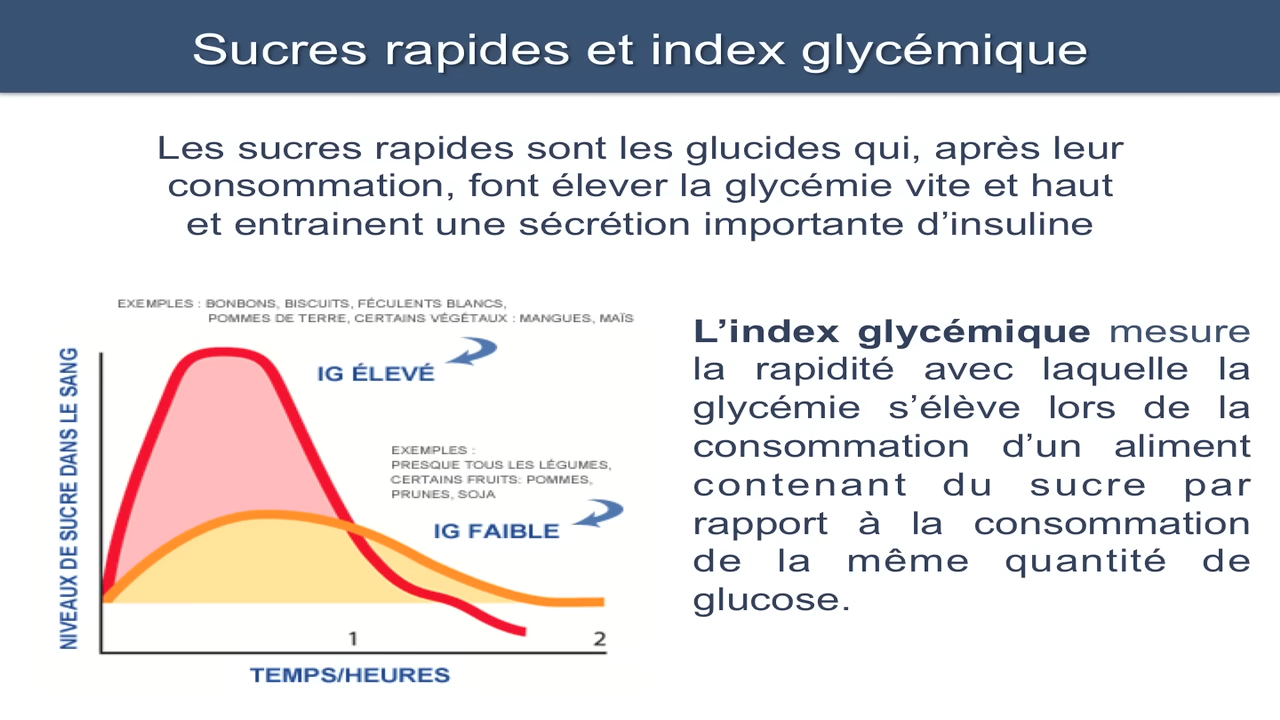 Sucres rapides et index glycémique
Les sucres rapides sont les glucides qui, après leur
consommation, font élever la glycémie vite et haut
et entrainent une sécrétion importante d’insuline
EXEMPLES : BONBONS, BISCUITS, FÉCULENTS BLANCS,
POMMES DE TERRE, CERTAINS VÉGÉTAUX : MANGUES, MAÏS
IG ÉLEVÉ
EXEMPLES :
PRESQUE TOUS LES LÉGUMES,
CERTAINS FRUITS: POMMES,
PRUNES, SOJA
IG FAIBLE
NIVEAUX DE SUCRE DANS LE SANG
1
2
TEMPS/HEURES
L’index glycémique mesure
la rapidité avec laquelle la
glycémie s’élève lors de la
consommation d’un aliment
contenant du sucre par
rapport à la consommation
de la même quantité de
glucose.